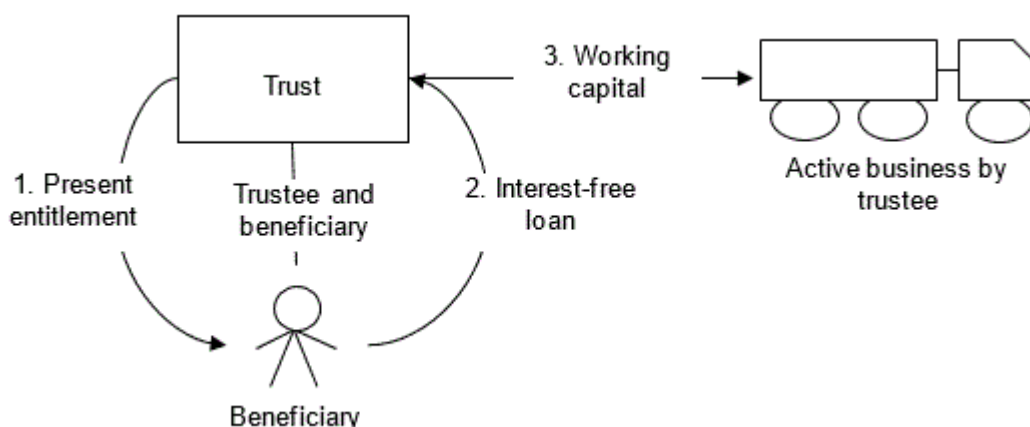 Trust
3. Working
capital
Active business by
trustee
1. Present
entitlement
Trustee and
beneficiary
2. Interest-free
loan
Beneficiary